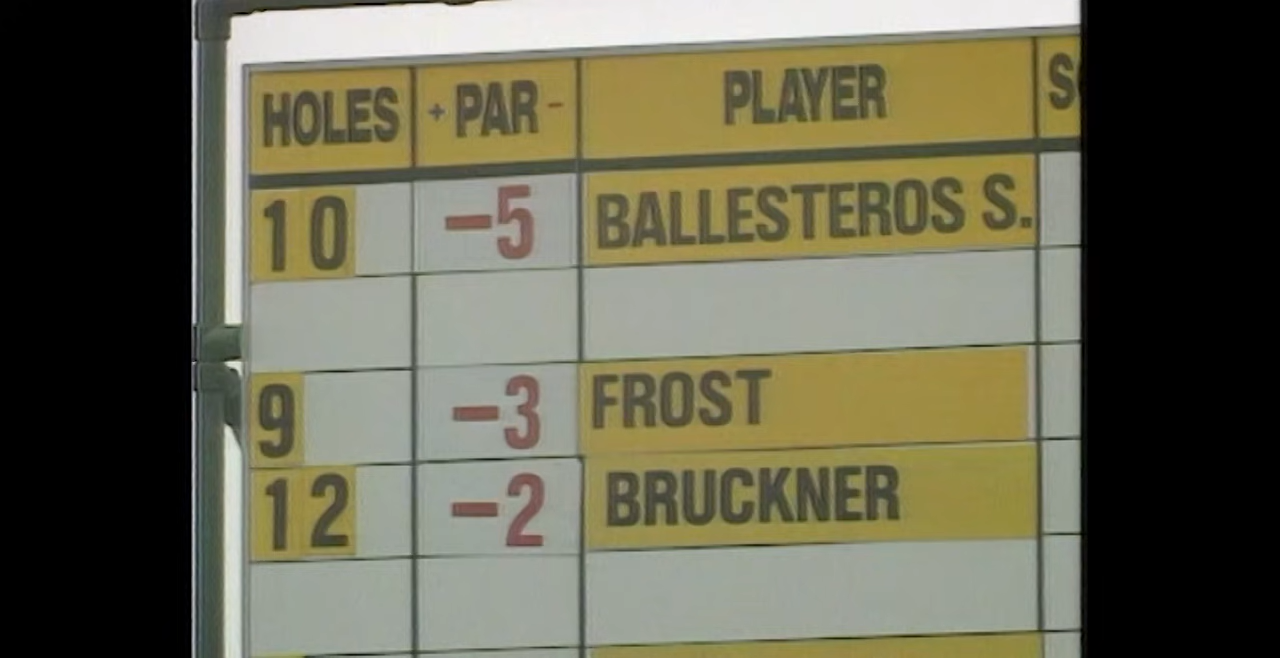 HOLES + PAR - PLAYER
10 -5 BALLESTEROS S.
9 -3 FROST
12 -2 BRUCKNER